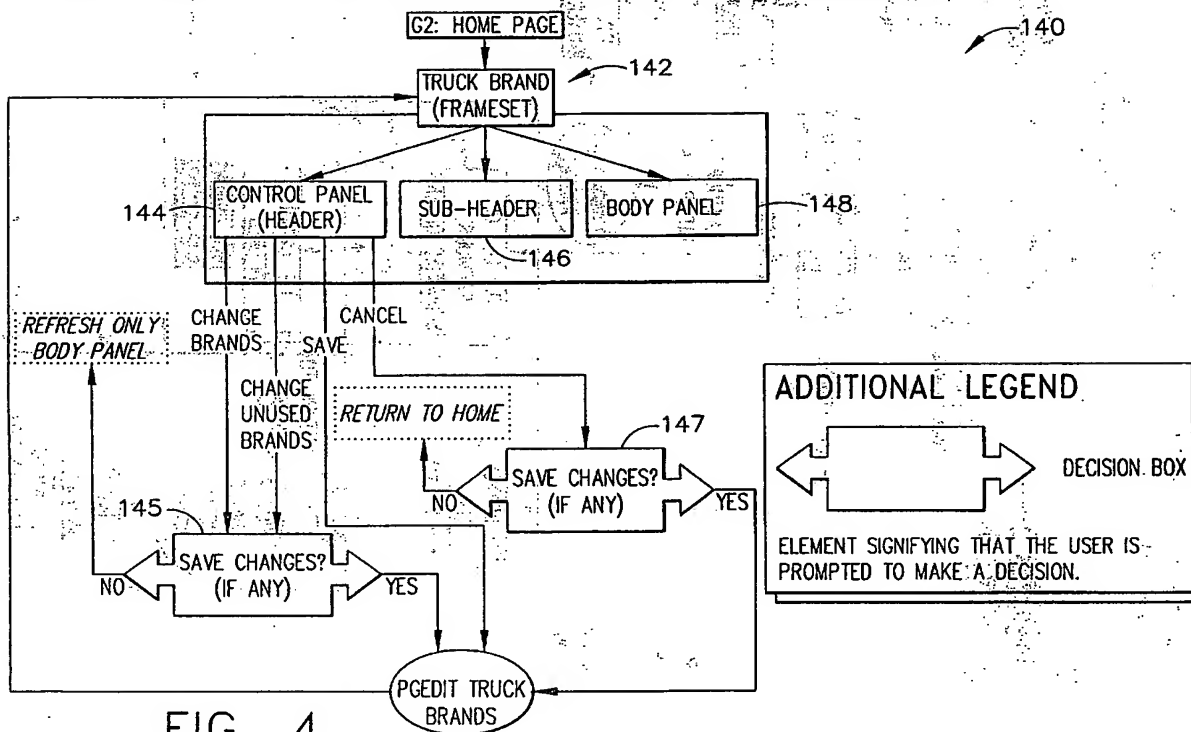 G2: HOME PAGE
140
142
TRUCK BRAND
(FRAMESET)
CONTROL PANEL
(HEADER)
144
SUB-HEADER
146
BODY PANEL
148
REFRESH ONLY
BODY PANEL
CHANGE
BRANDS
SAVE
CANCEL
CHANGE
UNUSED
BRANDS
RETURN TO HOME
147
SAVE CHANGES?
(IF ANY)
NO
YES
145
SAVE CHANGES?
(IF ANY)
NO
YES
ADDITIONAL LEGEND
DECISION BOX
ELEMENT SIGNIFYING THAT THE USER IS
PROMPTED TO MAKE A DECISION.
PGEDIT TRUCK
BRANDS
FIG. 4